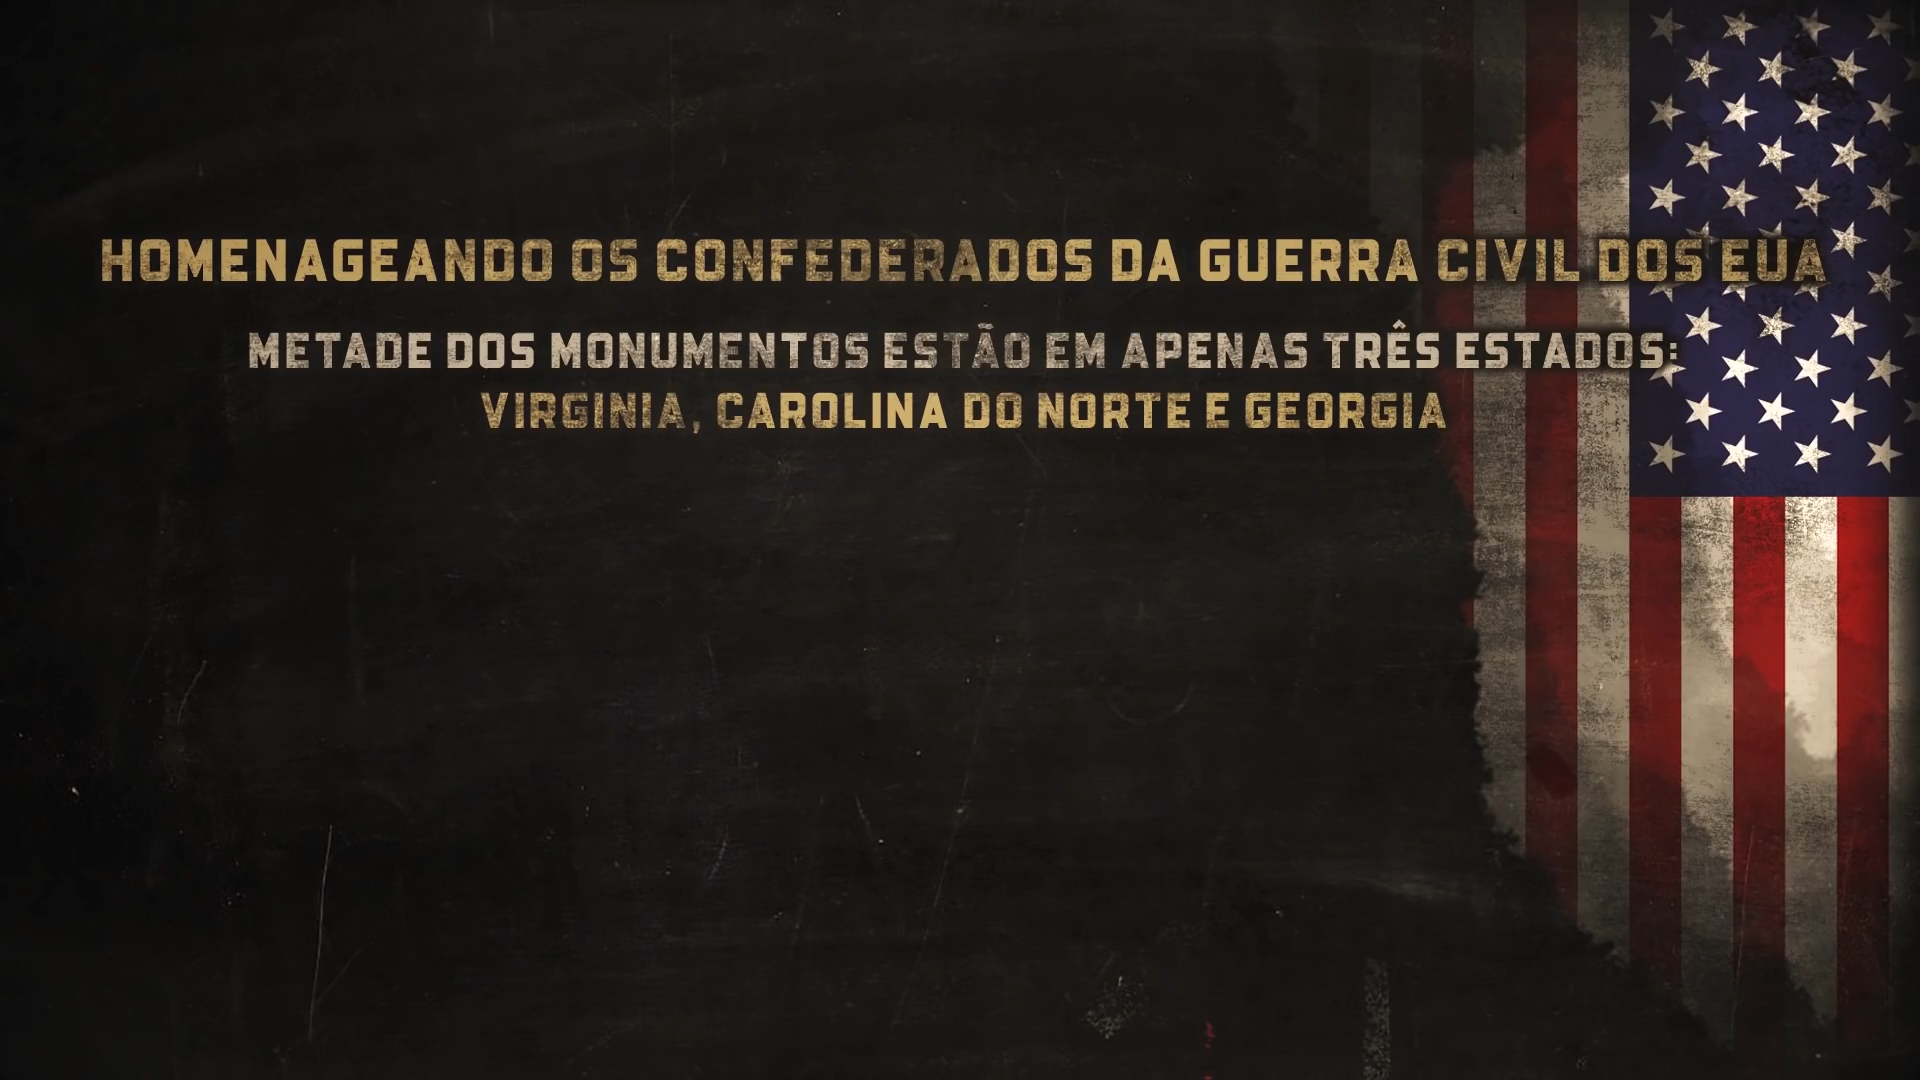 HOMENAGEANDO OS CONFEDERADOS DA GUERRA CIVIL DOS EUA
METADE DOS MONUMENTOS ESTÃO EM APENAS TRÊS ESTADOS:
VIRGINIA, CAROLINA DO NORTE E GEORGIA